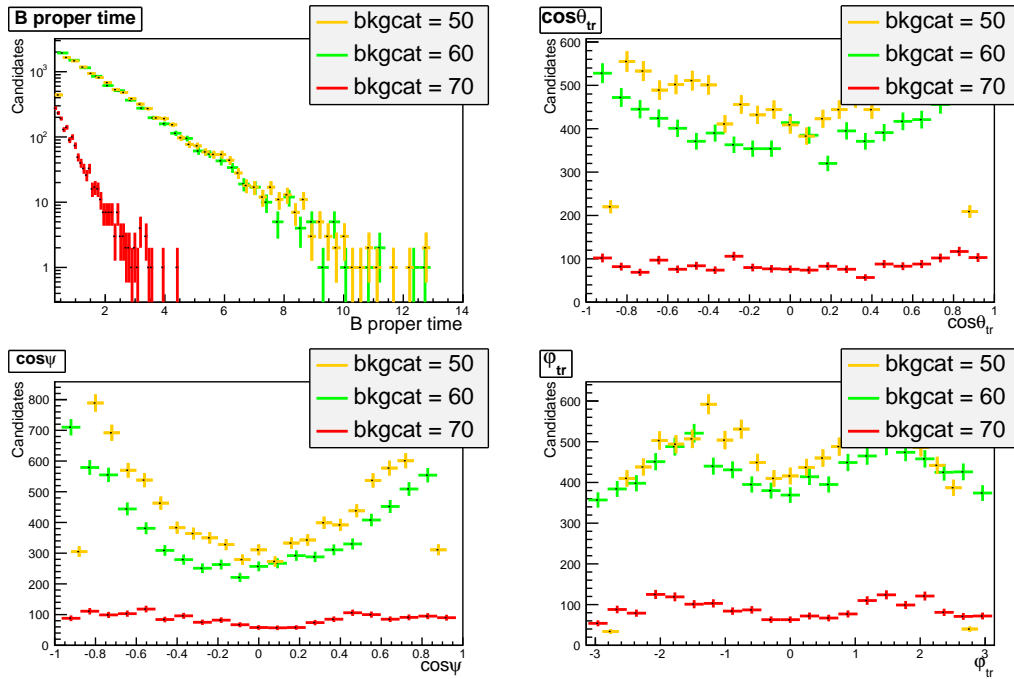 B proper time
bkgcat = 50
bkgcat = 60
bkgcat = 70
Candidates
10³
10²
10
1
2 4 6 8 10 12 14
B proper time
cosθtr
bkgcat = 50
bkgcat = 60
bkgcat = 70
Candidates
600
500
400
300
200
100
0
-1 -0.8 -0.6 -0.4 -0.2 0 0.2 0.4 0.6 0.8 1
cosθtr
cosψ
bkgcat = 50
bkgcat = 60
bkgcat = 70
Candidates
800
700
600
500
400
300
200
100
0
-1 -0.8 -0.6 -0.4 -0.2 0 0.2 0.4 0.6 0.8 1
cosψ
φtr
bkgcat = 50
bkgcat = 60
bkgcat = 70
Candidates
600
500
400
300
200
100
0
-3 -2 -1 0 1 2 3
φtr